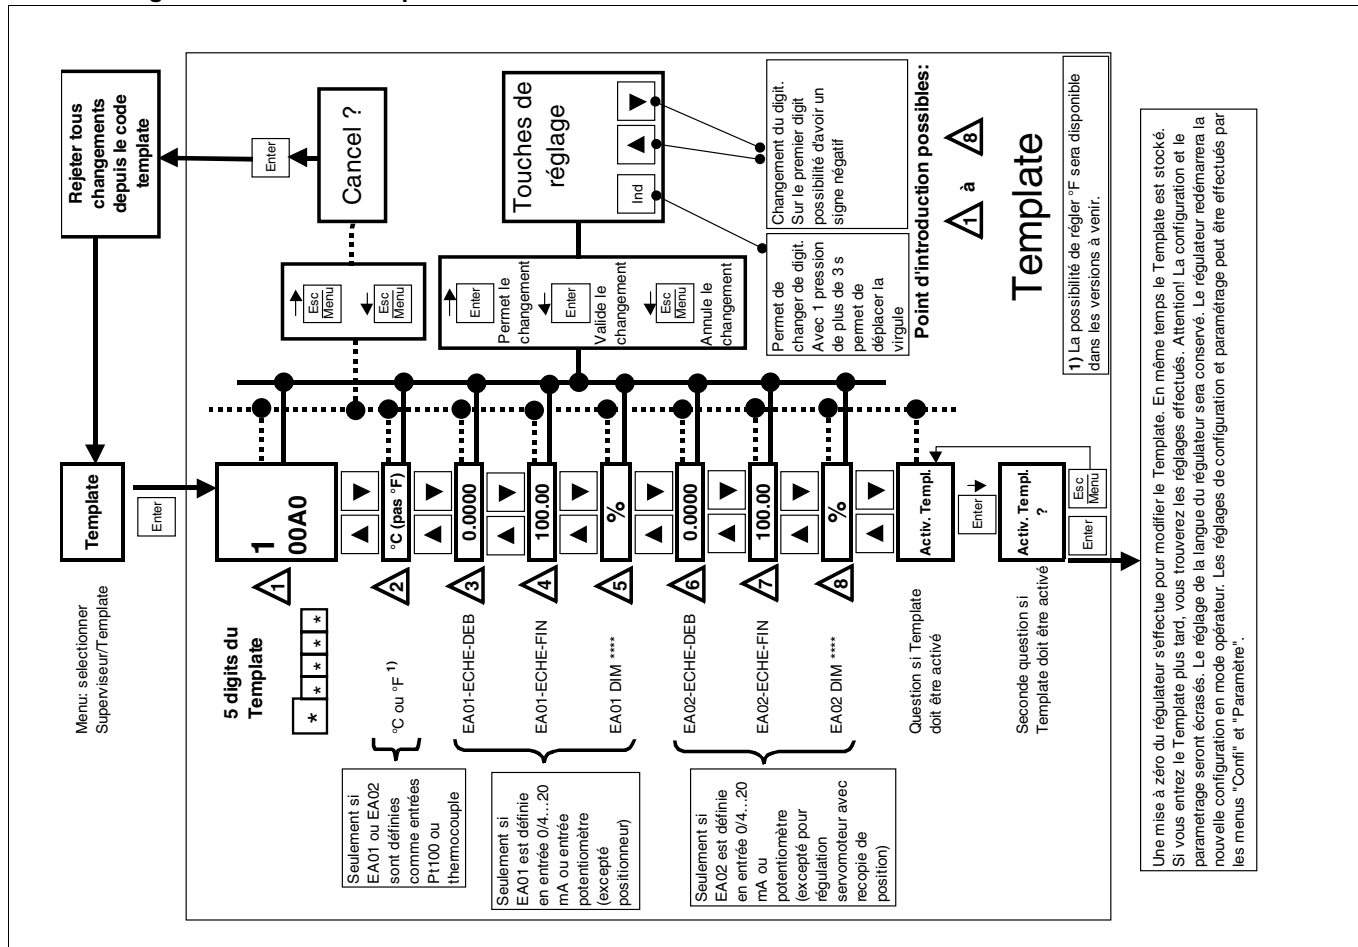 Rejeter tous
changements
depuis le code
template
Enter
Cancel ?
Esc
Menu
Esc
Menu
Touches de
réglage
Ind
Enter
Permet le
changement
Enter
Valide le
changement
Annule le
changement
Esc
Menu
Changement du digit.
Sur le premier digit
possibilité d'avoir un
signe négatif
Permet de
changer de digit.
Avec 1 pression
de plus de 3 s
permet de
déplacer la
virgule
Point d'introduction possibles:
1 à 8
Template
1) La possibilité de régler °F sera disponible
dans les versions à venir.
Template
Enter
Menu: selectionner
Superviseur/Template
1
00A0
1
5 digits du
Template
* * * * *
°C (pas °F)
2
°C ou °F 1)
Seulement si
EA01 ou EA02
sont définies
comme entrées
Pt100 ou
thermocouple
0.0000
3
EA01-ECHE-DEB
100.00
4
EA01-ECHE-FIN
%
5
EA01 DIM ****
Seulement si
EA01 est définie
en entrée 0/4...20
mA ou entrée
potentiomètre
(excepté
positionneur)
0.0000
6
EA02-ECHE-DEB
100.00
7
EA02-ECHE-FIN
%
8
EA02 DIM ****
Seulement si
EA02 est définie
en entrée 0/4...20
mA ou
potentiomètre
(excepté pour
régulation
servomoteur avec
recopie de
position)
Activ. Templ.
Question si Template
doit être activé
Enter
Activ. Templ.
?
Seconde question si
Template doit être activé
Enter
Esc
Menu
Une mise à zéro du régulateur s'effectue pour modifier le Template. En même temps le Template est stocké.
Si vous entrez le Template plus tard, vous trouverez les réglages effectués. Attention! La configuration et le
parametrage seront écrasés. Le réglage de la langue du régulateur sera conservé. Le régulateur redémarrera la
nouvelle configuration en mode opérateur. Les réglages de configuration et paramétrage peut être effectués par
les menus "Confi" et "Paramètre".